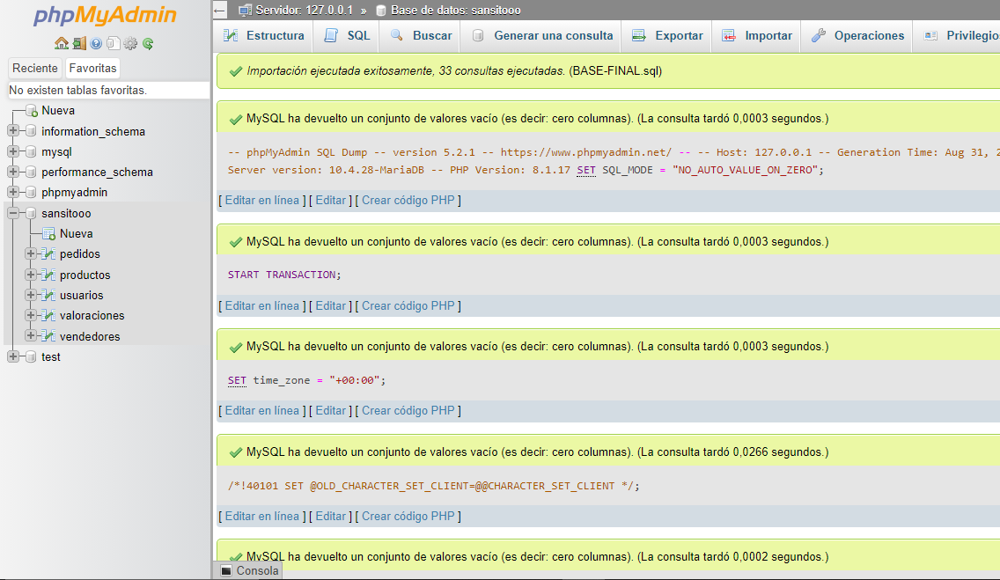 phpMyAdmin
Reciente Favoritas
No existen tablas favoritas.
Nueva
information_schema
mysql
performance_schema
phpmyadmin
sansitooo
Nueva
pedidos
productos
usuarios
valoraciones
vendedores
test
Servidor: 127.0.0.1 » Base de datos: sansitooo
Estructura SQL Buscar Generar una consulta Exportar Importar Operaciones Privilegio
Importación ejecutada exitosamente, 33 consultas ejecutadas. (BASE-FINAL.sql)
MySQL ha devuelto un conjunto de valores vacío (es decir: cero columnas). (La consulta tardó 0,0003 segundos.)
-- phpMyAdmin SQL Dump -- version 5.2.1 -- https://www.phpmyadmin.net/ -- -- Host: 127.0.0.1 -- Generation Time: Aug 31, 2
Server version: 10.4.28-MariaDB -- PHP Version: 8.1.17 SET SQL_MODE = "NO_AUTO_VALUE_ON_ZERO";
[ Editar en línea ] [ Editar ] [ Crear código PHP ]
MySQL ha devuelto un conjunto de valores vacío (es decir: cero columnas). (La consulta tardó 0,0003 segundos.)
START TRANSACTION;
[ Editar en línea ] [ Editar ] [ Crear código PHP ]
MySQL ha devuelto un conjunto de valores vacío (es decir: cero columnas). (La consulta tardó 0,0003 segundos.)
SET time_zone = "+00:00";
[ Editar en línea ] [ Editar ] [ Crear código PHP ]
MySQL ha devuelto un conjunto de valores vacío (es decir: cero columnas). (La consulta tardó 0,0266 segundos.)
/*!40101 SET @OLD_CHARACTER_SET_CLIENT=@@CHARACTER_SET_CLIENT */;
[ Editar en línea ] [ Editar ] [ Crear código PHP ]
MySQL ha devuelto un conjunto de valores vacío (es decir: cero columnas). (La consulta tardó 0,0002 segundos.)
Consola